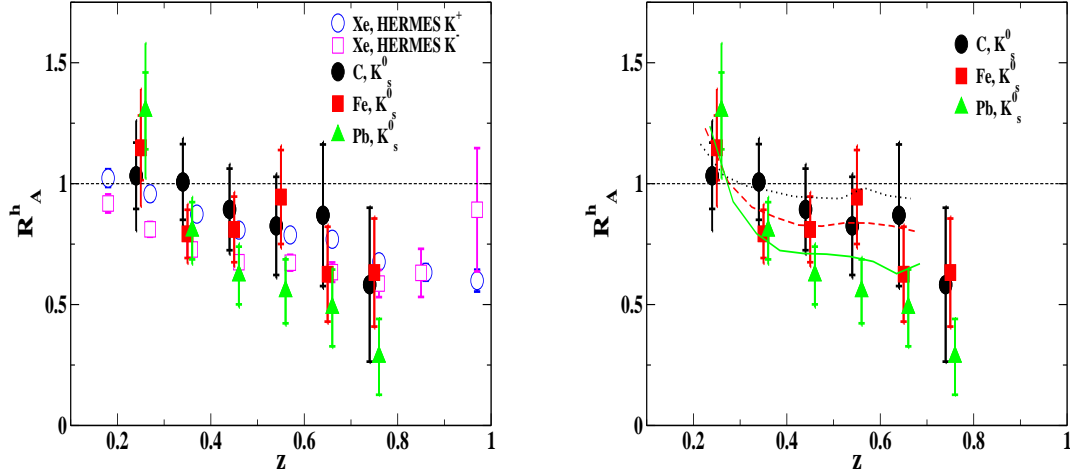 Xe, HERMES K⁺
Xe, HERMES K⁻
C, K⁰ₛ
Fe, K⁰ₛ
Pb, K⁰ₛ
1.5
1
0.5
0
R^h_A
0.2 0.4 0.6 0.8 1
z
C, K⁰ₛ
Fe, K⁰ₛ
Pb, K⁰ₛ
1.5
1
0.5
0
R^h_A
0.2 0.4 0.6 0.8 1
z